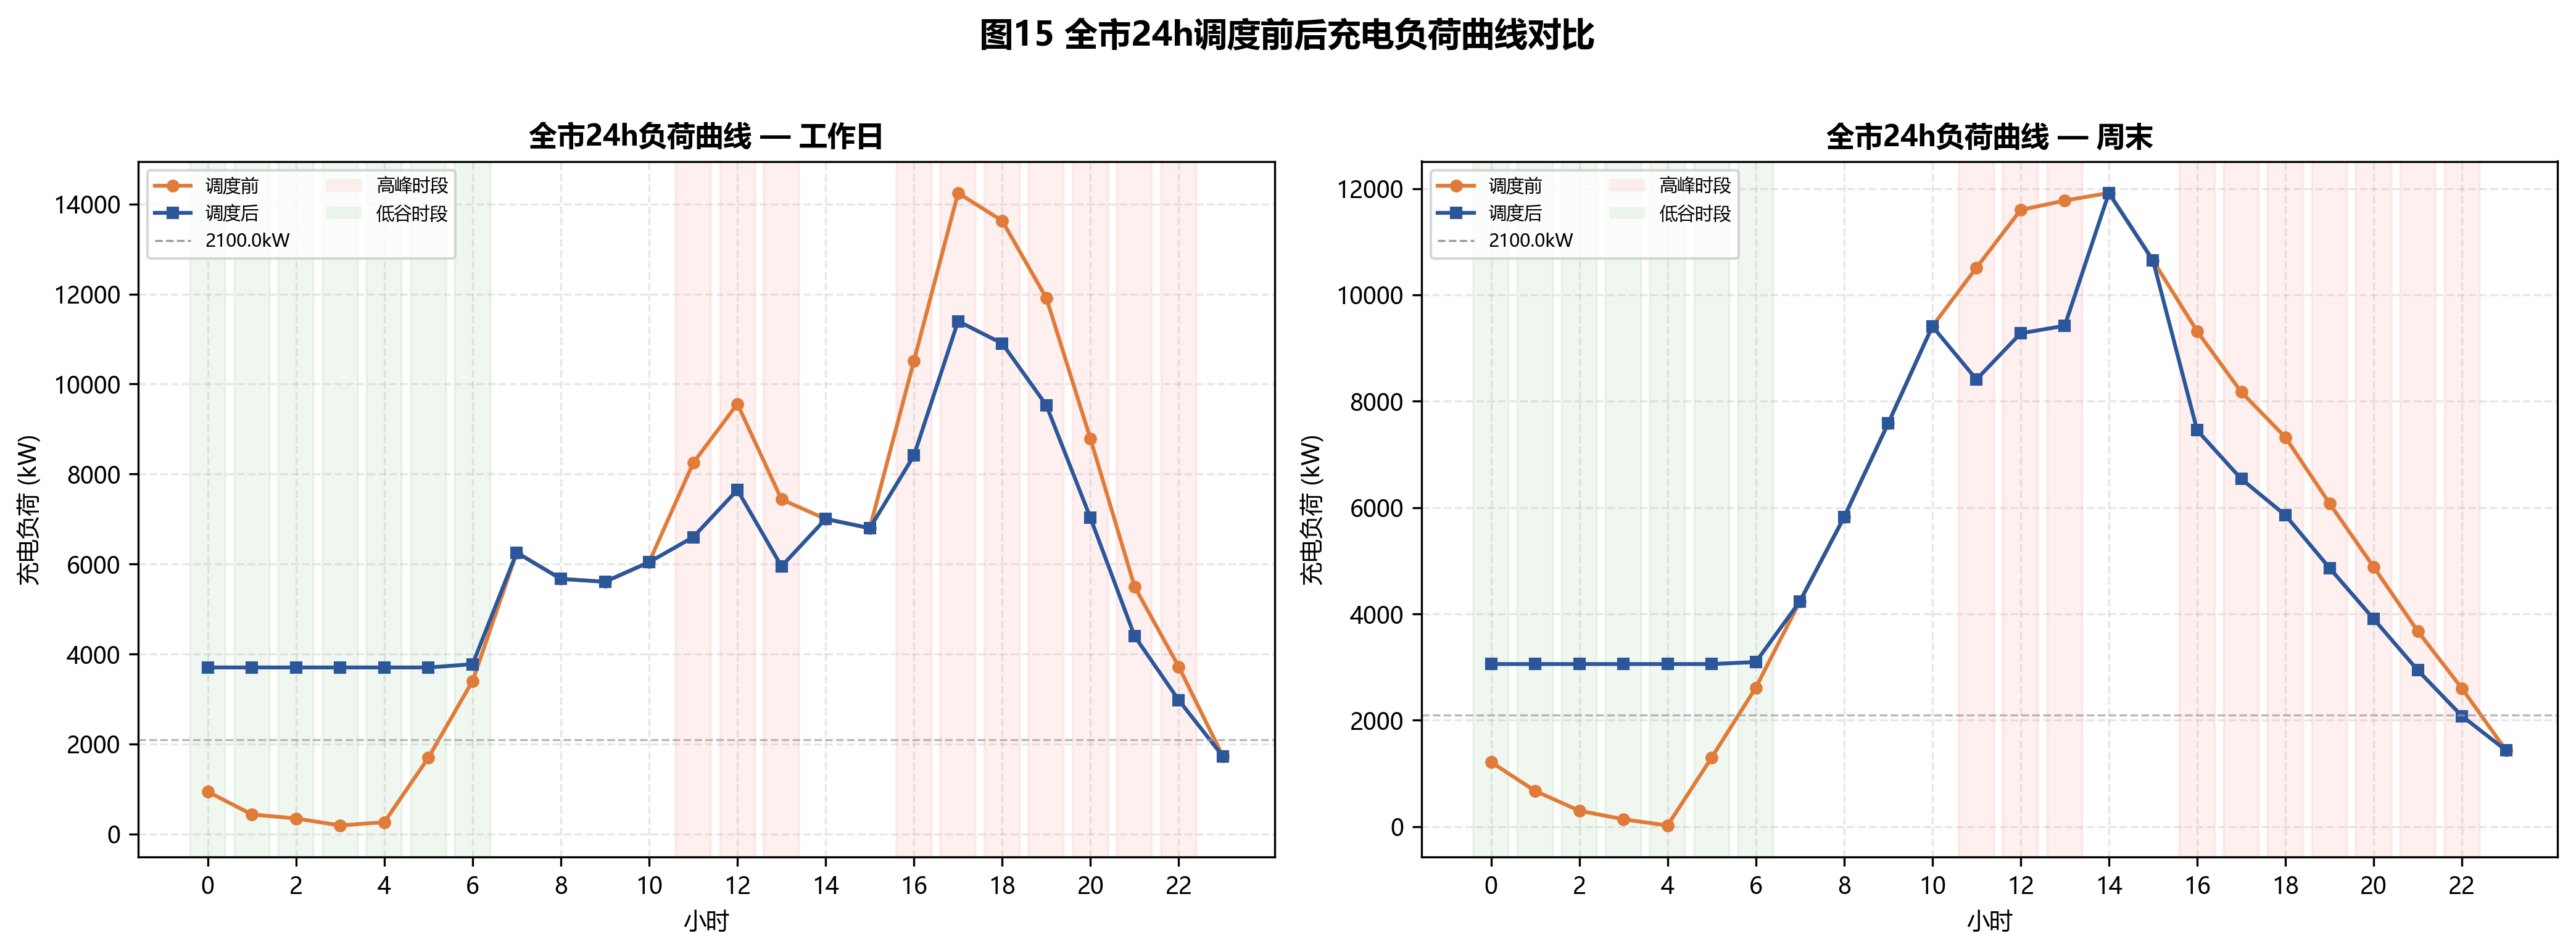 图15 全市24h调度前后充电负荷曲线对比
全市24h负荷曲线 — 工作日
调度前
调度后
2100.0kW
高峰时段
低谷时段
充电负荷 (kW)
14000
12000
10000
8000
6000
4000
2000
0
0 2 4 6 8 10 12 14 16 18 20 22
小时
全市24h负荷曲线 — 周末
调度前
调度后
2100.0kW
高峰时段
低谷时段
充电负荷 (kW)
12000
10000
8000
6000
4000
2000
0
0 2 4 6 8 10 12 14 16 18 20 22
小时